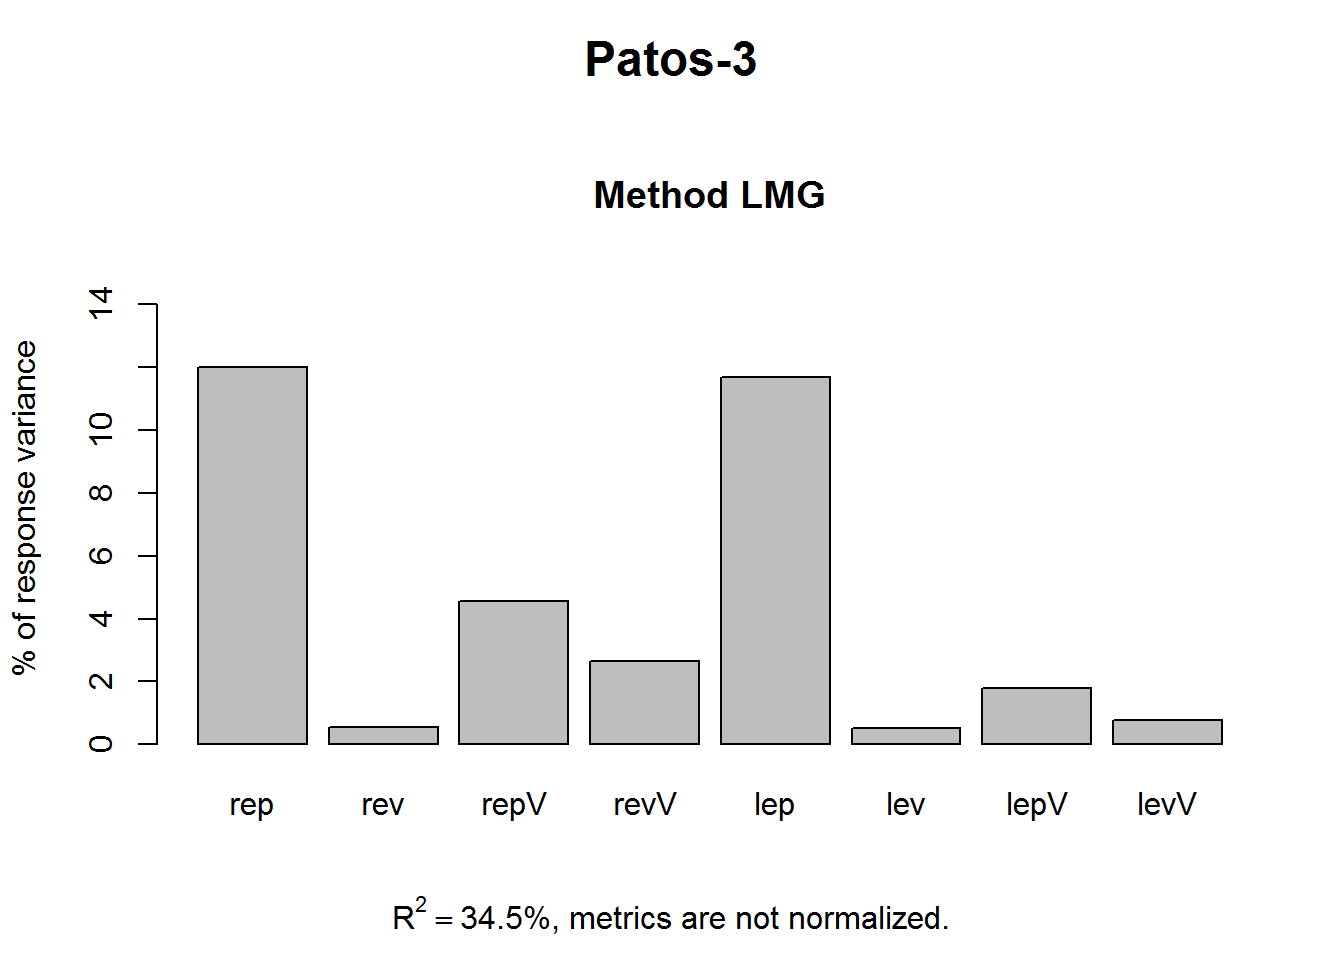 Patos-3
Method LMG
% of response variance
14
10
8
6
4
2
0
rep rev repV revV lep lev lepV levV
R² = 34.5%, metrics are not normalized.